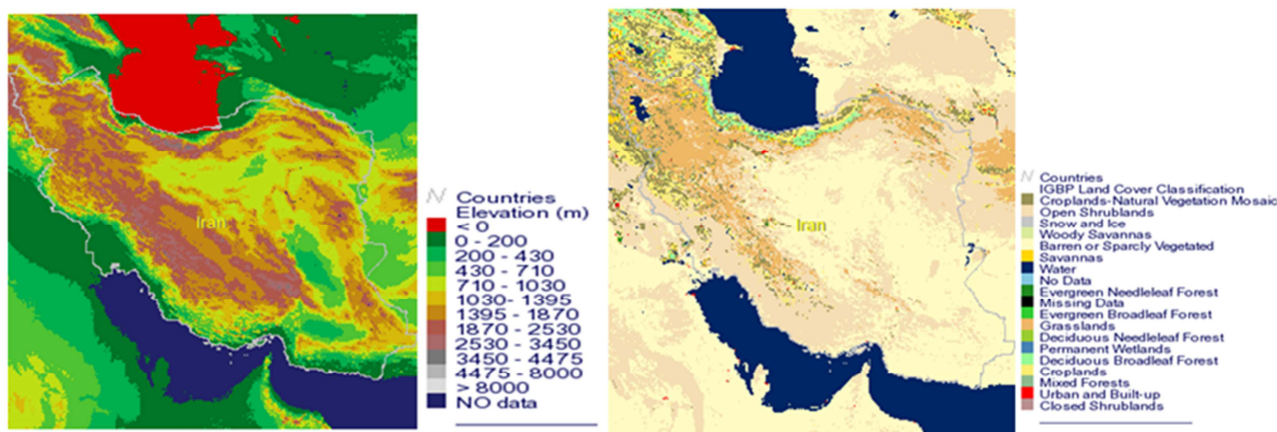 Iran
Countries
Elevation (m)
< 0
0 - 200
200 - 430
430 - 710
710 - 1030
1030- 1395
1395 - 1870
1870 - 2530
2530 - 3450
3450 - 4475
4475 - 8000
> 8000
NO data
Iran
Countries
IGBP Land Cover Classification
Croplands-Natural Vegetation Mosaic
Open Shrublands
Snow and Ice
Woody Savannas
Barren or Sparcly Vegetated
Savannas
Water
No Data
Evergreen Needleleaf Forest
Missing Data
Evergreen Broadleaf Forest
Grasslands
Deciduous Needleleaf Forest
Permanent Wetlands
Deciduous Broadleaf Forest
Croplands
Mixed Forests
Urban and Built-up
Closed Shrublands